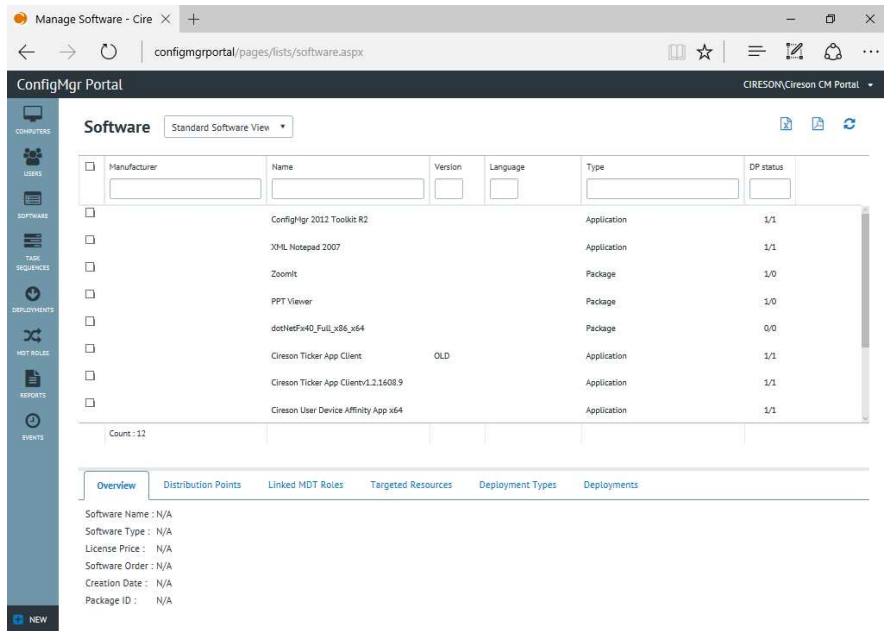 Manage Software - Cire
configmgrportal/pages/lists/software.aspx
ConfigMgr Portal
CIRESON\Cireson CM Portal
COMPUTERS
USERS
SOFTWARE
TASK
SEQUENCES
DEPLOYMENTS
MDT ROLES
REPORTS
EVENTS
NEW
Software
Standard Software View
Manufacturer Name Version Language Type DP status
ConfigMgr 2012 Toolkit R2 Application 1/1
XML Notepad 2007 Application 1/1
ZoomIt Package 1/0
PPT Viewer Package 1/0
dotNetFx40_Full_x86_x64 Package 0/0
Cireson Ticker App Client OLD Application 1/1
Cireson Ticker App Clientv1.2.1608.9 Application 1/1
Cireson User Device Affinity App x64 Application 1/1
Count : 12
Overview Distribution Points Linked MDT Roles Targeted Resources Deployment Types Deployments
Software Name : N/A
Software Type : N/A
License Price : N/A
Software Order : N/A
Creation Date : N/A
Package ID : N/A